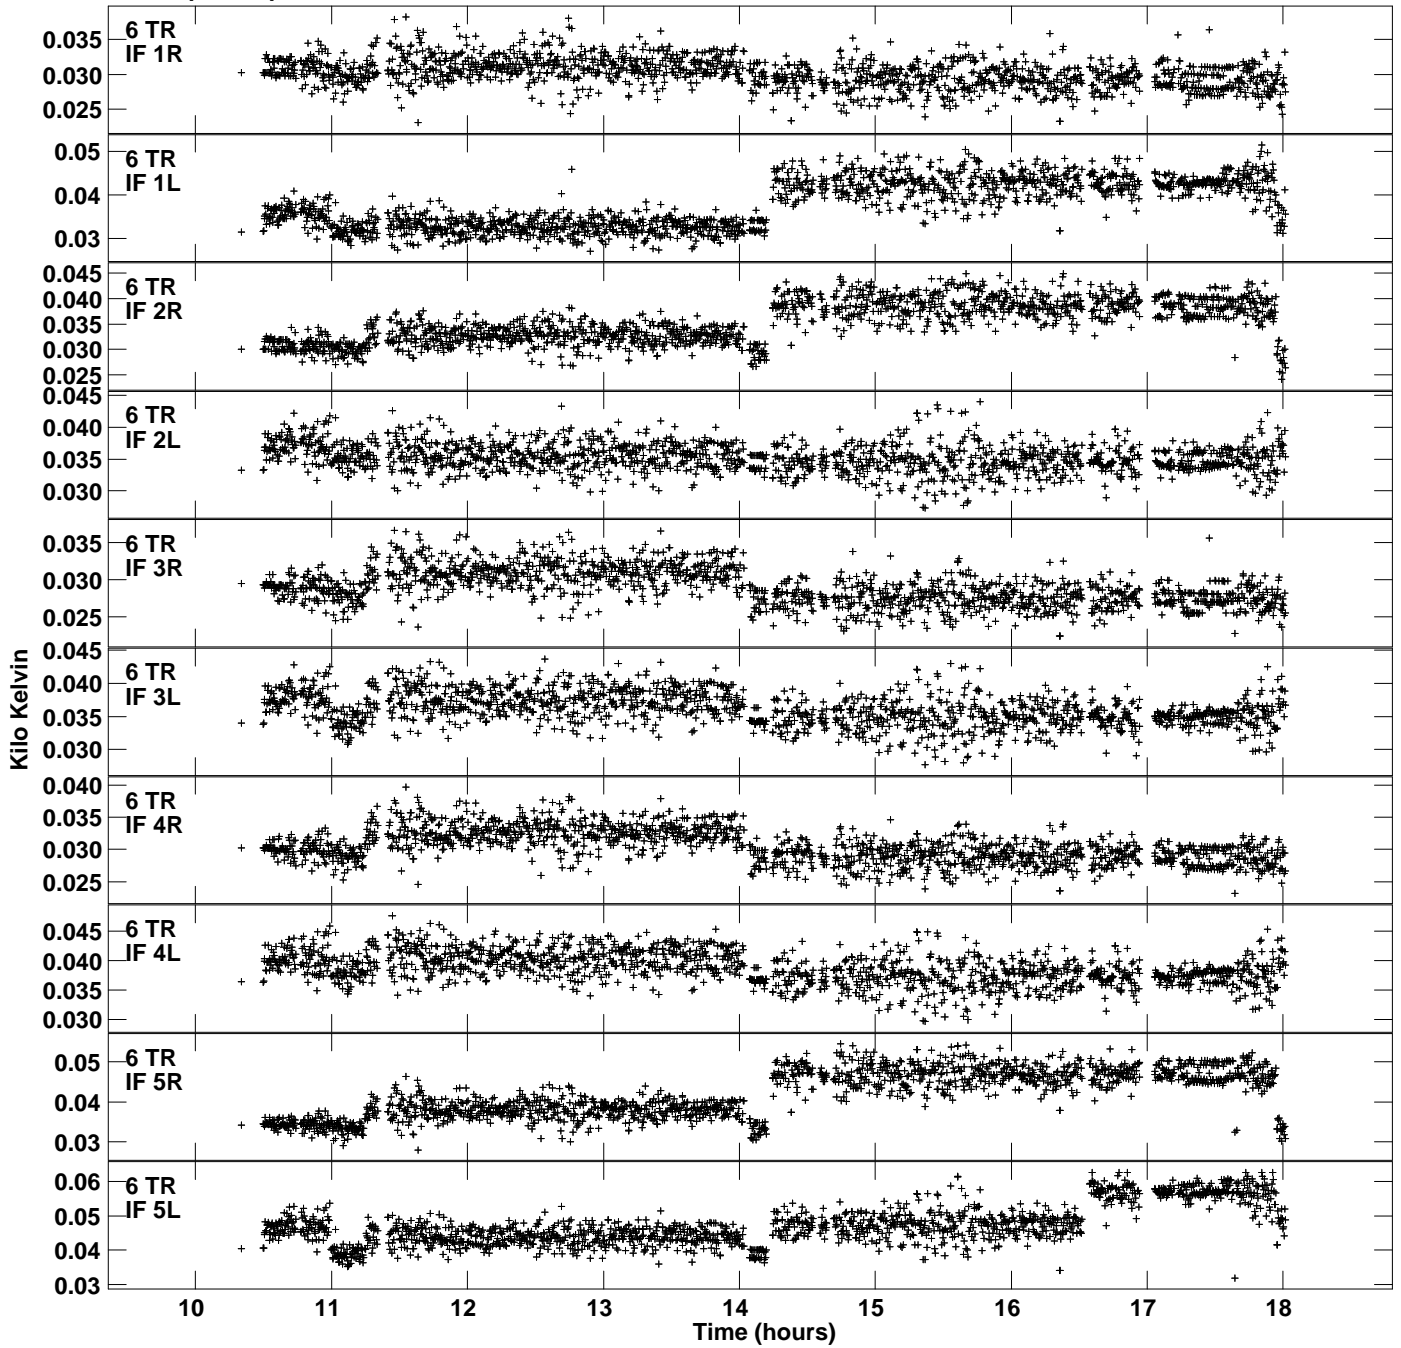 6 TR
IF 1R
0.035
0.030
0.025
6 TR
IF 1L
0.05
0.04
0.03
6 TR
IF 2R
0.045
0.040
0.035
0.030
0.025
6 TR
IF 2L
0.045
0.040
0.035
0.030
6 TR
IF 3R
0.035
0.030
0.025
6 TR
IF 3L
0.045
0.040
0.035
0.030
6 TR
IF 4R
0.040
0.035
0.030
0.025
6 TR
IF 4L
0.045
0.040
0.035
0.030
6 TR
IF 5R
0.05
0.04
0.03
6 TR
IF 5L
0.06
0.05
0.04
0.03
Kilo Kelvin
10 11 12 13 14 15 16 17 18
Time (hours)